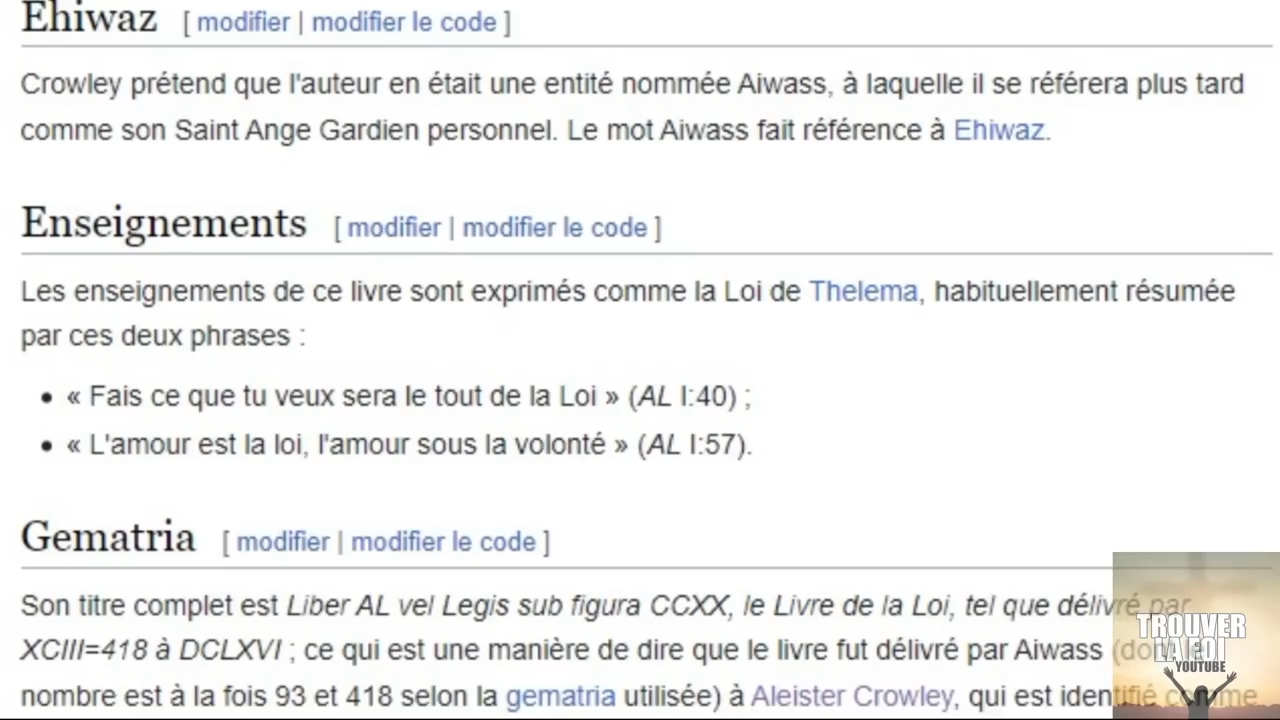 Ehiwaz [ modifier | modifier le code ]
Crowley prétend que l'auteur en était une entité nommée Aiwass, à laquelle il se référera plus tard
comme son Saint Ange Gardien personnel. Le mot Aiwass fait référence à Ehiwaz.
Enseignements [ modifier | modifier le code ]
Les enseignements de ce livre sont exprimés comme la Loi de Thelema, habituellement résumée
par ces deux phrases :
• « Fais ce que tu veux sera le tout de la Loi » (AL I:40) ;
• « L'amour est la loi, l'amour sous la volonté » (AL I:57).
Gematria [ modifier | modifier le code ]
Son titre complet est Liber AL vel Legis sub figura CCXX, le Livre de la Loi, tel que délivré par
XCIII=418 à DCLXVI ; ce qui est une manière de dire que le livre fut délivré par Aiwass (dont le
nombre est à la fois 93 et 418 selon la gematria utilisée) à Aleister Crowley, qui est identifié comme
TROUVER
LA FOI
YOUTUBE